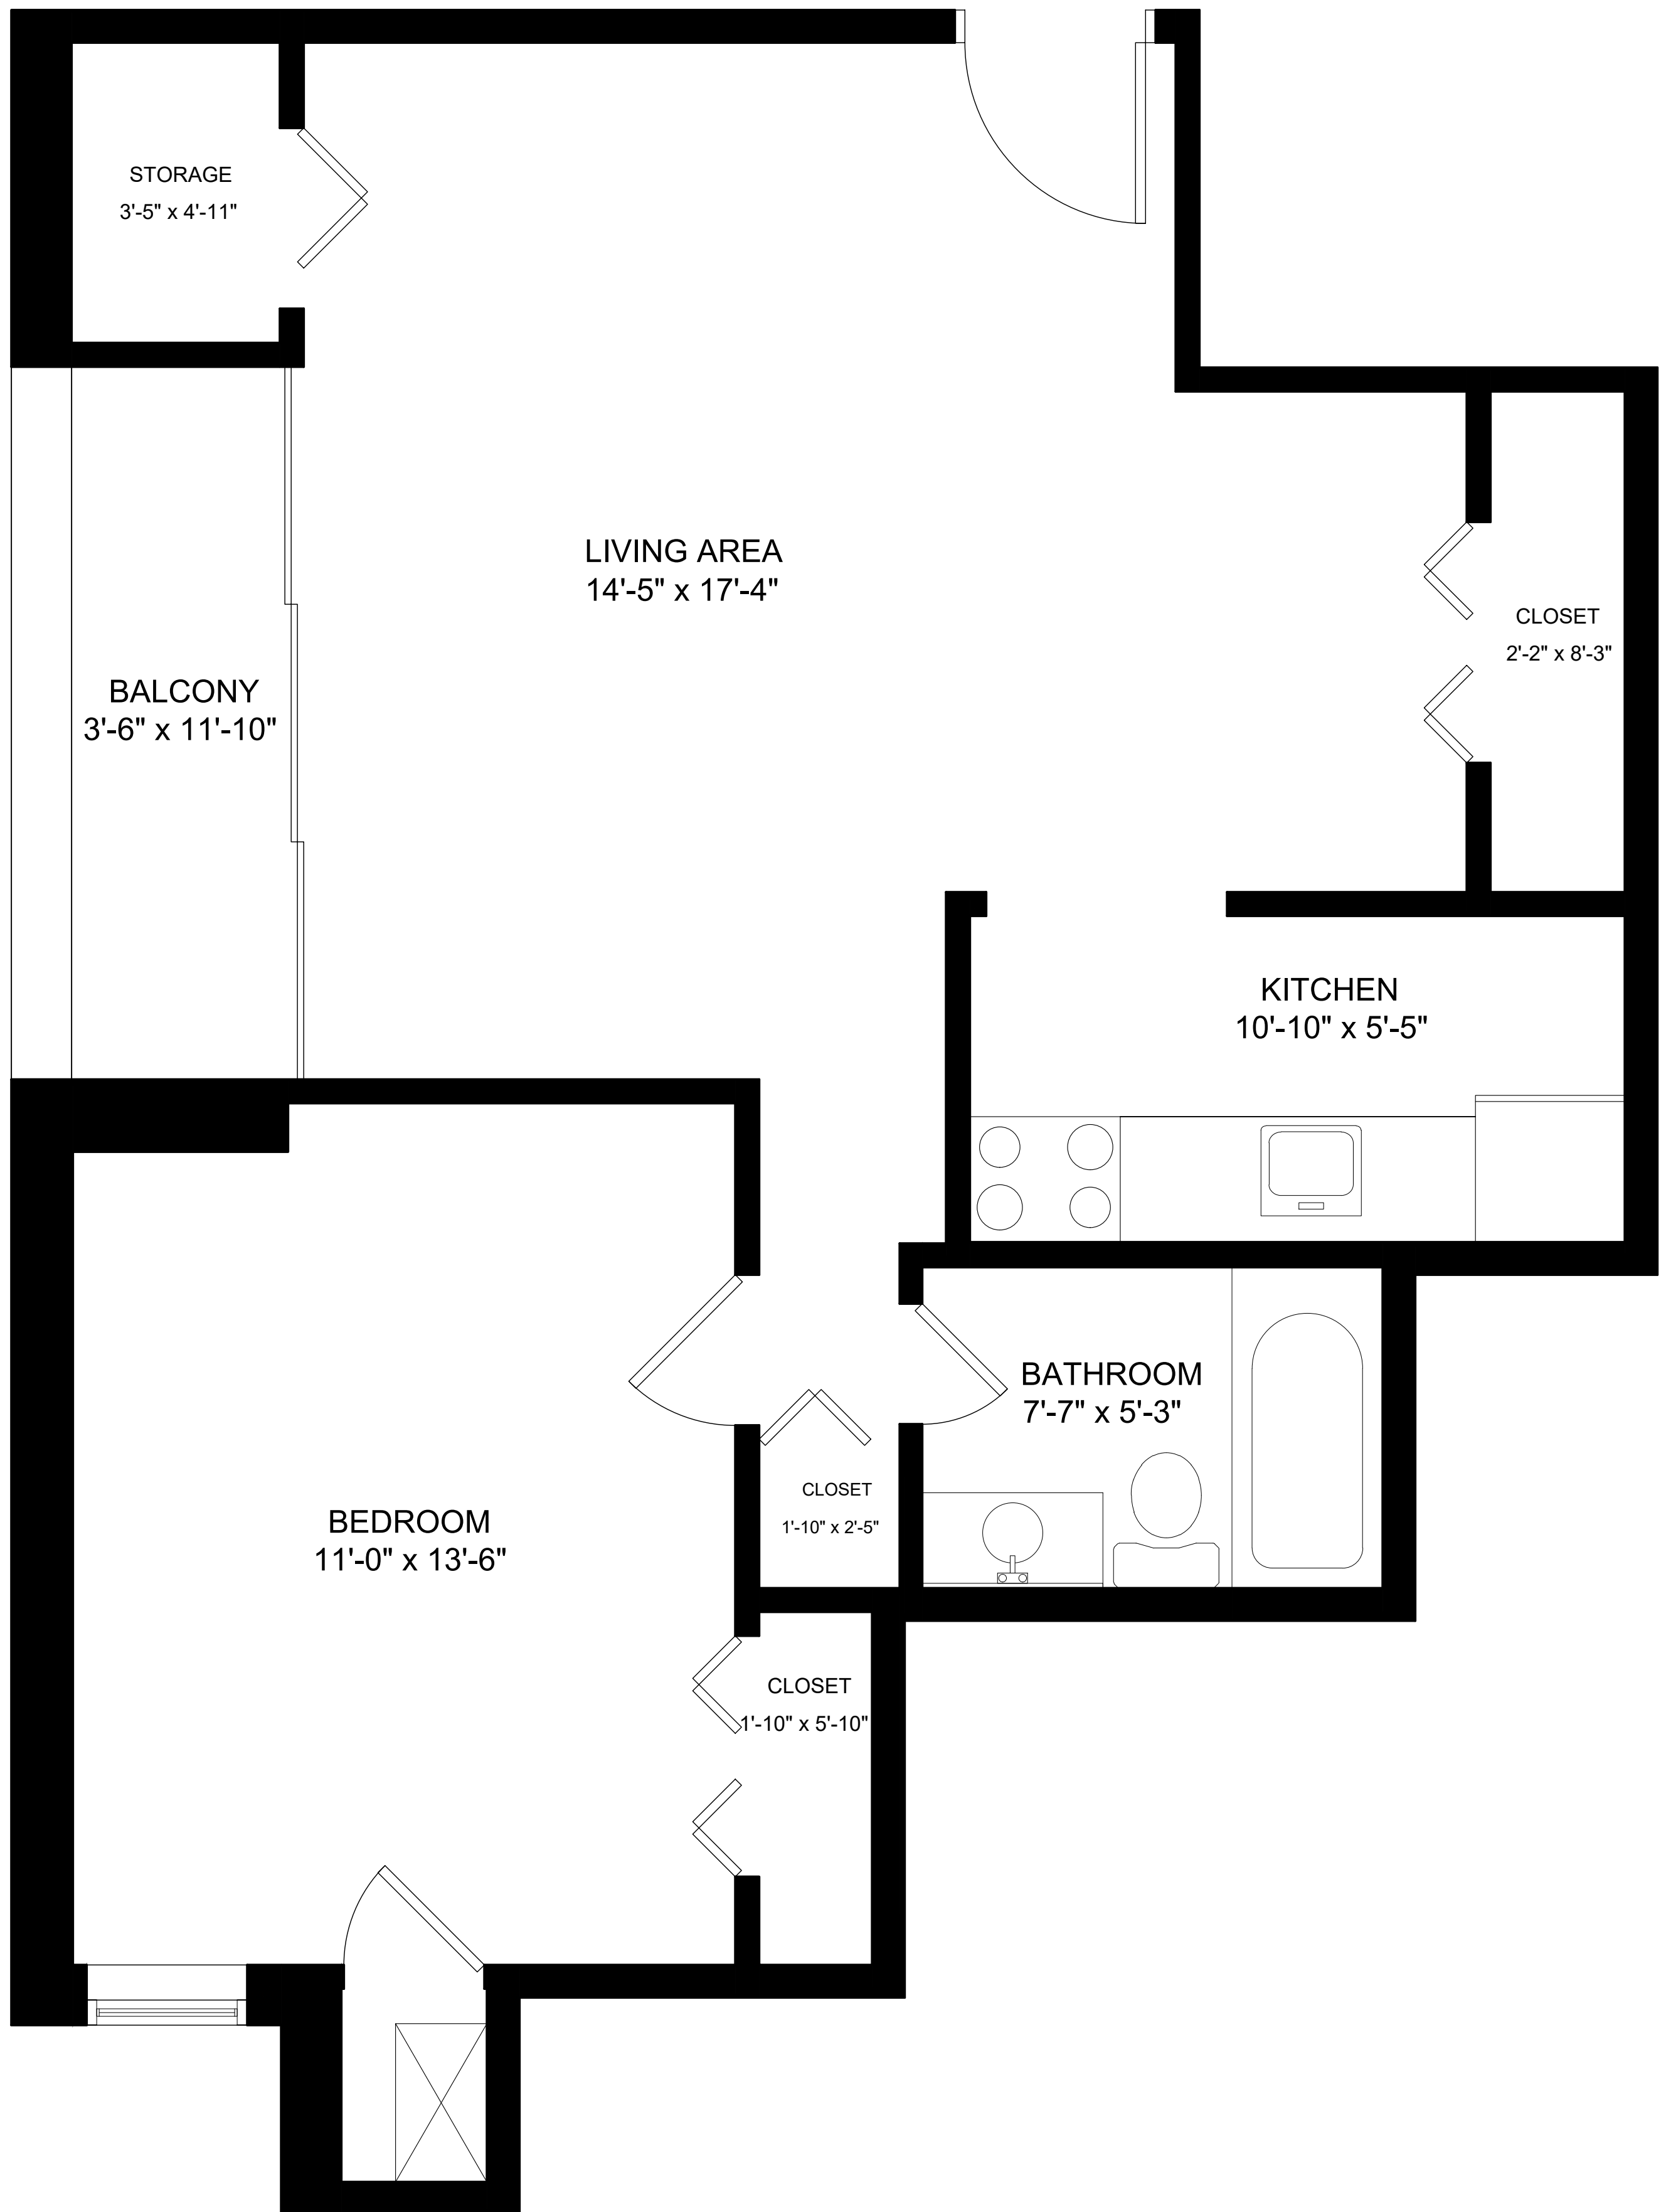 STORAGE
3'-5" x 4'-11"
LIVING AREA
14'-5" x 17'-4"
CLOSET
2'-2" x 8'-3"
BALCONY
3'-6" x 11'-10"
KITCHEN
10'-10" x 5'-5"
BATHROOM
7'-7" x 5'-3"
CLOSET
1'-10" x 2'-5"
BEDROOM
11'-0" x 13'-6"
CLOSET
1'-10" x 5'-10"